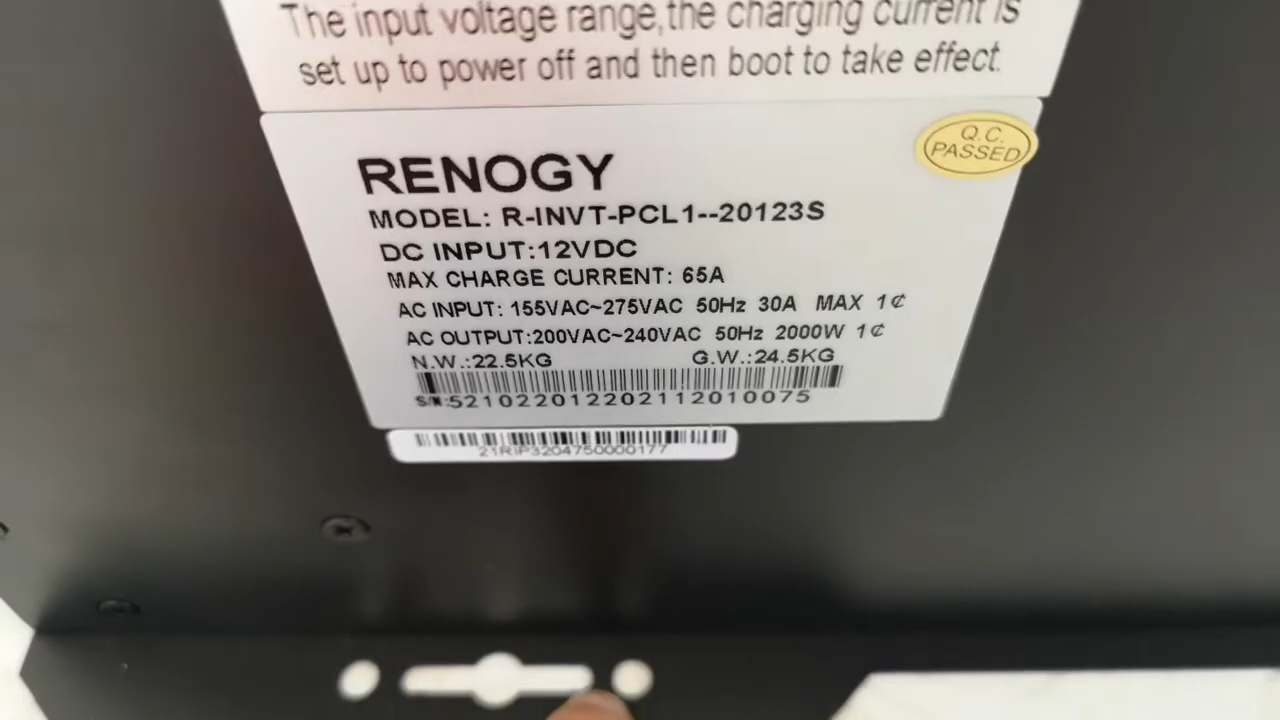 The input voltage range,the charging current is
set up to power off and then boot to take effect.
Q.C.
PASSED
RENOGY
MODEL: R-INVT-PCL1--20123S
DC INPUT:12VDC
MAX CHARGE CURRENT: 65A
AC INPUT: 155VAC~275VAC 50Hz 30A MAX 1¢
AC OUTPUT:200VAC~240VAC 50Hz 2000W 1¢
N.W.:22.5KG G.W.:24.5KG
S/N:521022012202112010075
21RIP3204750000177